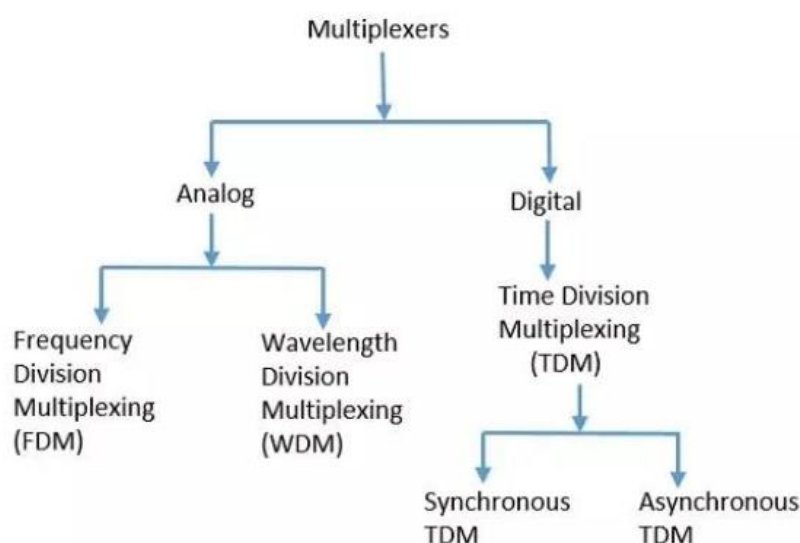 Multiplexers
Analog
Digital
Frequency
Division
Multiplexing
(FDM)
Wavelength
Division
Multiplexing
(WDM)
Time Division
Multiplexing
(TDM)
Synchronous
TDM
Asynchronous
TDM